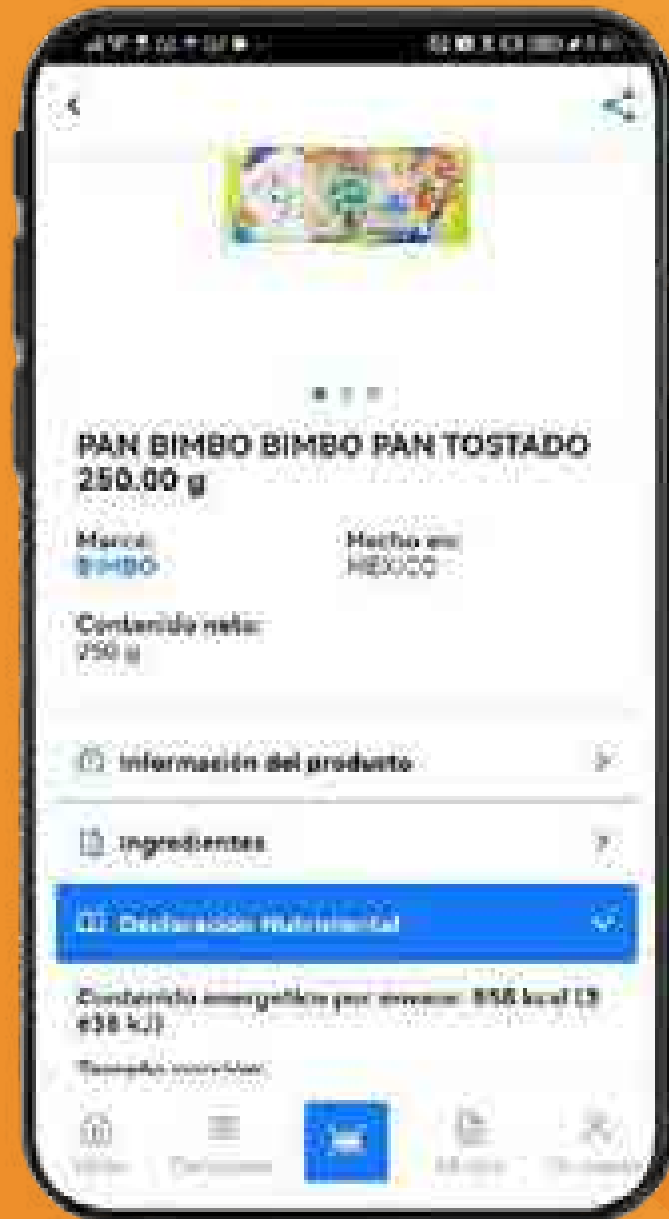 PAN BIMBO BIMBO PAN TOSTADO
250.00 g
Marca: Hecho en:
BIMBO MEXICO
Contenido neto:
250 g
Información del producto
Ingredientes
Declaración Nutrimental
Contenido energético por envase: